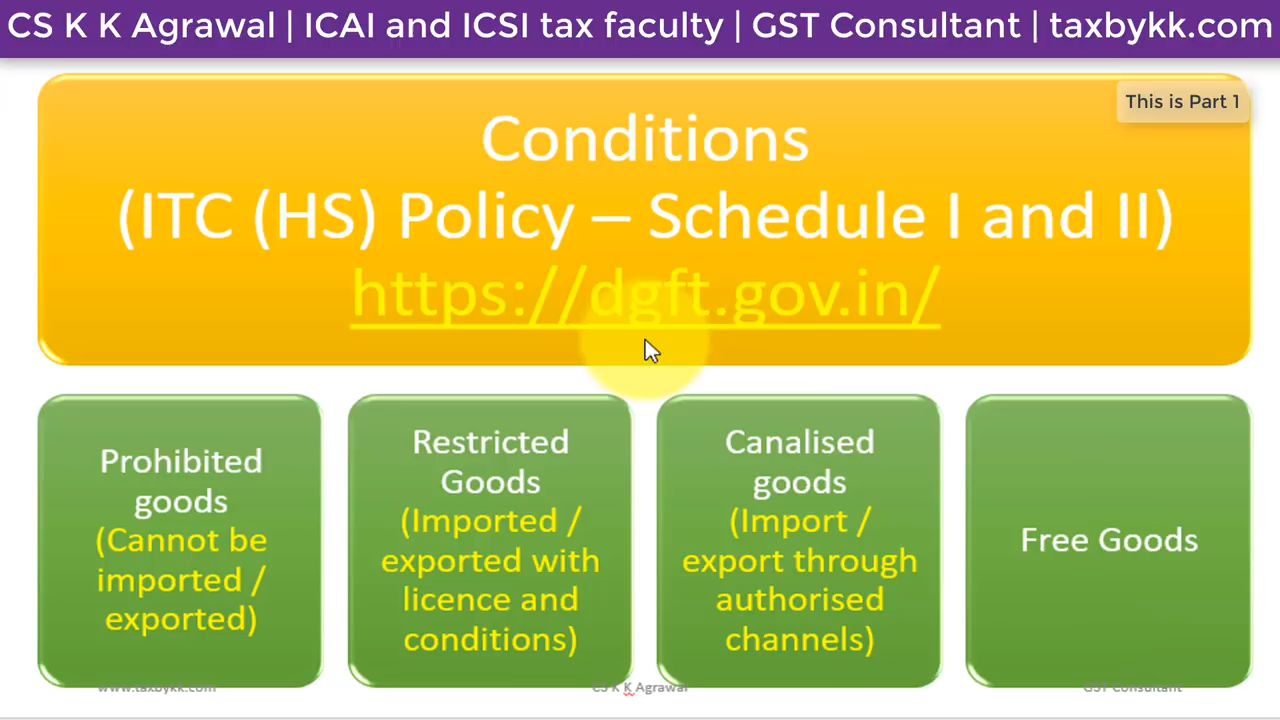 CS K K Agrawal | ICAI and ICSI tax faculty | GST Consultant | taxbykk.com
This is Part 1
Conditions
(ITC (HS) Policy – Schedule I and II)
https://dgft.gov.in/
Prohibited
goods
(Cannot be
imported /
exported)
Restricted
Goods
(Imported /
exported with
licence and
conditions)
Canalised
goods
(Import /
export through
authorised
channels)
Free Goods
www.taxbykk.com
CS K K Agrawal
GST Consultant